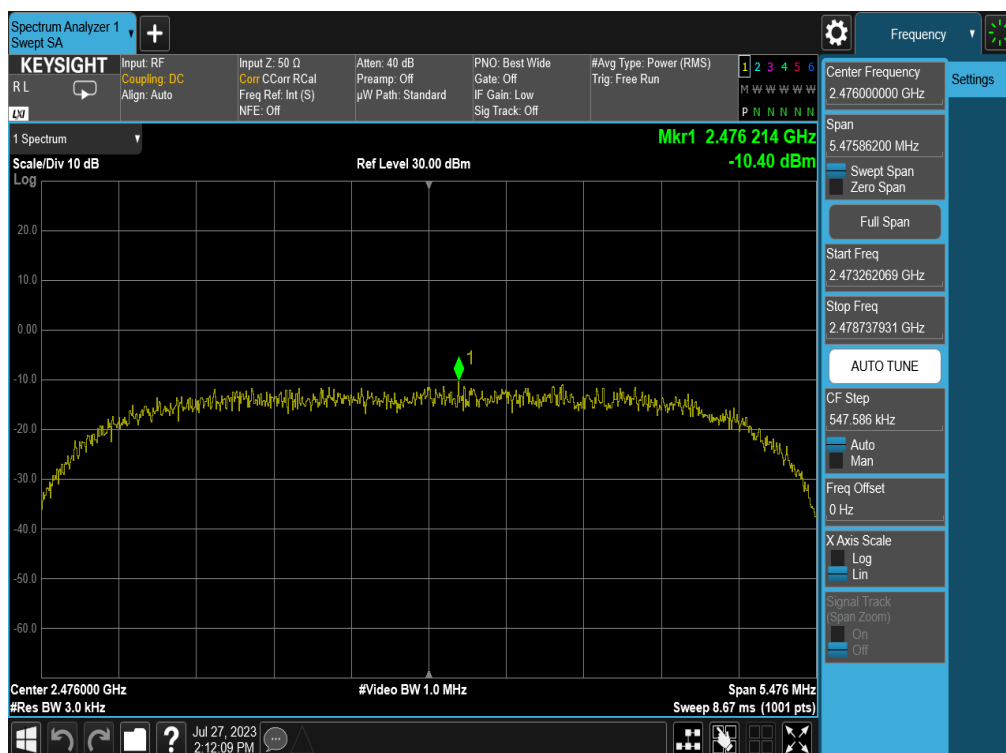 Spectrum Analyzer 1
Swept SA
Frequency
KEYSIGHT
R L
LXI
Input: RF
Coupling: DC
Align: Auto
Input Z: 50 Ω
Corr CCorr RCal
Freq Ref: Int (S)
NFE: Off
Atten: 40 dB
Preamp: Off
µW Path: Standard
PNO: Best Wide
Gate: Off
IF Gain: Low
Sig Track: Off
#Avg Type: Power (RMS)
Trig: Free Run
1 2 3 4 5 6
M W W W W W
P N N N N N
Center Frequency
2.476000000 GHz
Settings
Span
5.47586200 MHz
Swept Span
Zero Span
Full Span
Start Freq
2.473262069 GHz
Stop Freq
2.478737931 GHz
AUTO TUNE
CF Step
547.586 kHz
Auto
Man
Freq Offset
0 Hz
X Axis Scale
Log
Lin
Signal Track
(Span Zoom)
On
Off
1 Spectrum
Mkr1 2.476 214 GHz
Scale/Div 10 dB
Ref Level 30.00 dBm
-10.40 dBm
Log
20.0
10.0
0.00
1
-10.0
-20.0
-30.0
-40.0
-50.0
-60.0
Center 2.476000 GHz
#Video BW 1.0 MHz
Span 5.476 MHz
#Res BW 3.0 kHz
Sweep 8.67 ms (1001 pts)
Jul 27, 2023
2:12:09 PM